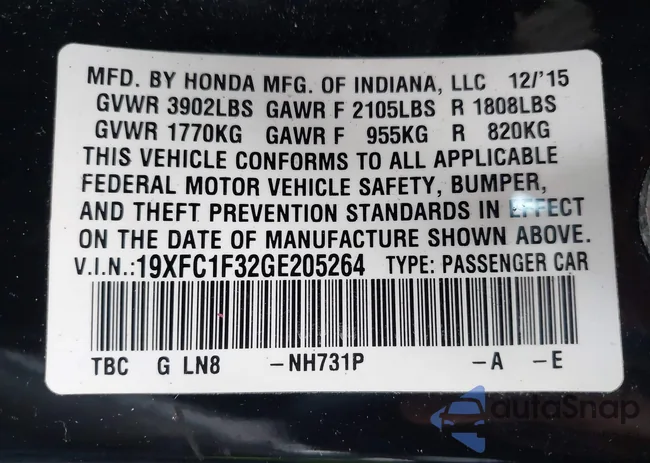 MFD. BY HONDA MFG. OF INDIANA, LLC 12/'15
GVWR 3902LBS GAWR F 2105LBS R 1808LBS
GVWR 1770KG GAWR F 955KG R 820KG
THIS VEHICLE CONFORMS TO ALL APPLICABLE
FEDERAL MOTOR VEHICLE SAFETY, BUMPER,
AND THEFT PREVENTION STANDARDS IN EFFECT
ON THE DATE OF MANUFACTURE SHOWN ABOVE.
V.I.N.:19XFC1F32GE205264 TYPE: PASSENGER CAR
TBC G LN8 -NH731P -A -E
autoSnap